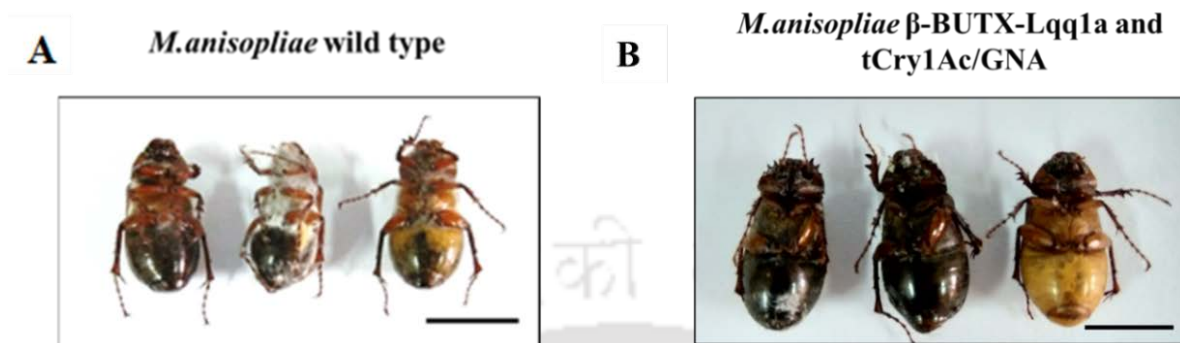 A
M.anisopliae wild type
B
M.anisopliae β-BUTX-Lqq1a and
tCry1Ac/GNA
की